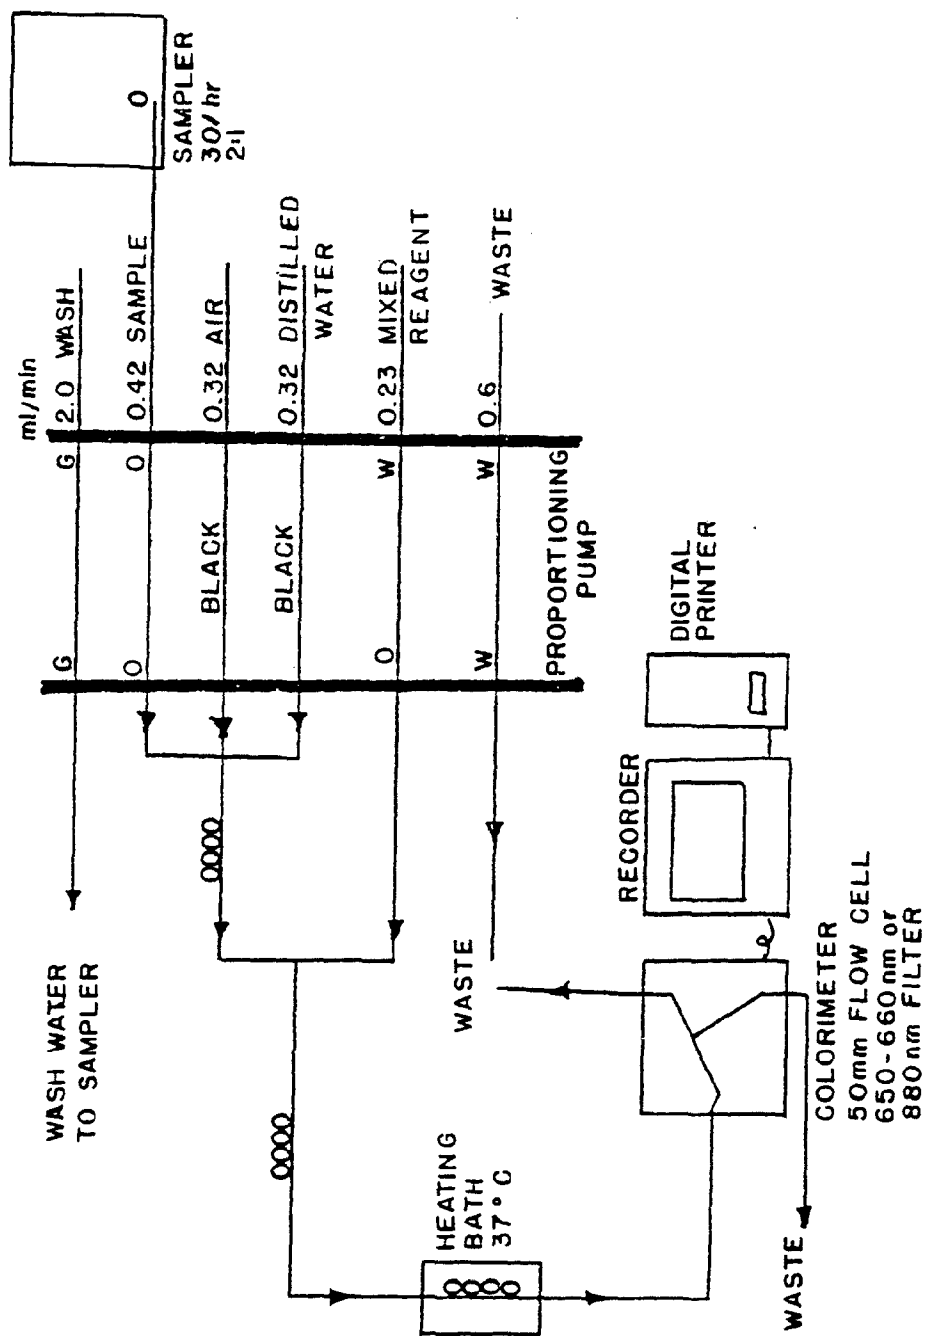 WASH WATER
TO SAMPLER
G
G
ml/min
2.0 WASH
O
O
0.42 SAMPLE
O
SAMPLER
30/hr
2:1
BLACK
0.32 AIR
BLACK
0.32 DISTILLED
WATER
O
W
0.23 MIXED
REAGENT
WASTE
W
W
0.6
WASTE
PROPORTIONING
PUMP
HEATING
BATH
37°C
RECORDER
DIGITAL
PRINTER
COLORIMETER
50mm FLOW CELL
650-660nm or
880nm FILTER
WASTE